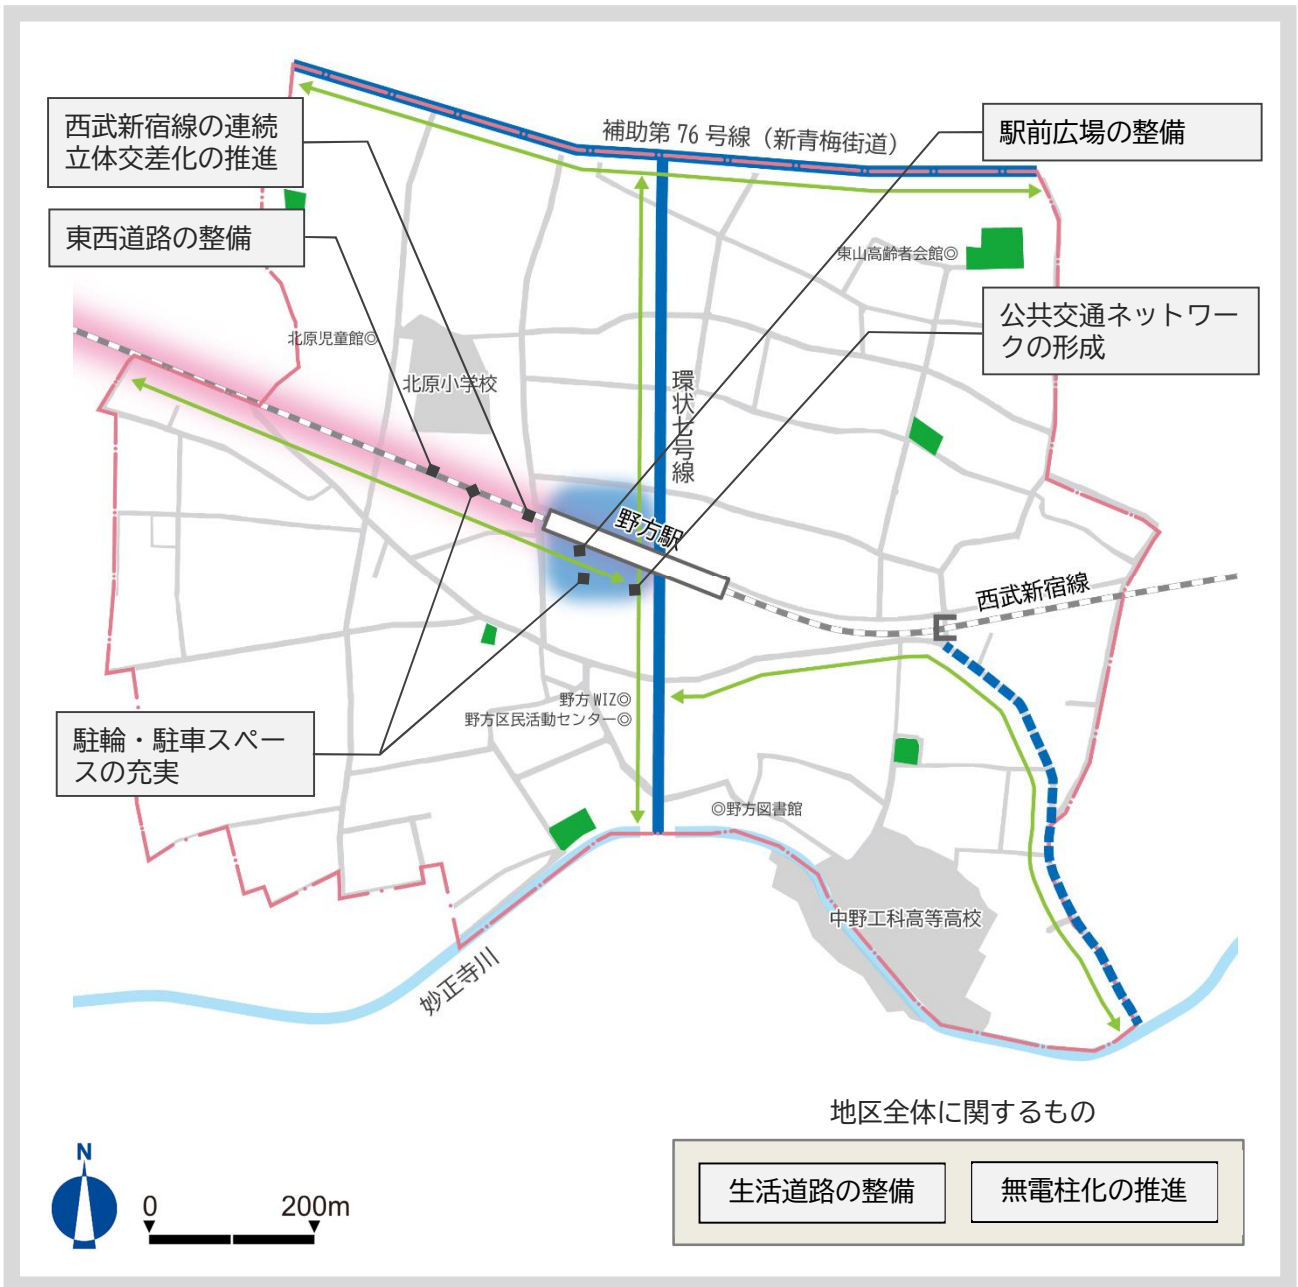 西武新宿線の連続
立体交差化の推進
東西道路の整備
補助第76号線（新青梅街道）
駅前広場の整備
東山高齢者会館◎
公共交通ネットワー
クの形成
北原児童館◎
北原小学校
環状七号線
野方駅
西武新宿線
野方WIZ◎
野方区民活動センター◎
駐輪・駐車スペー
スの充実
◎野方図書館
中野工科高等高校
妙正寺川
地区全体に関するもの
生活道路の整備
無電柱化の推進
N
0 200m